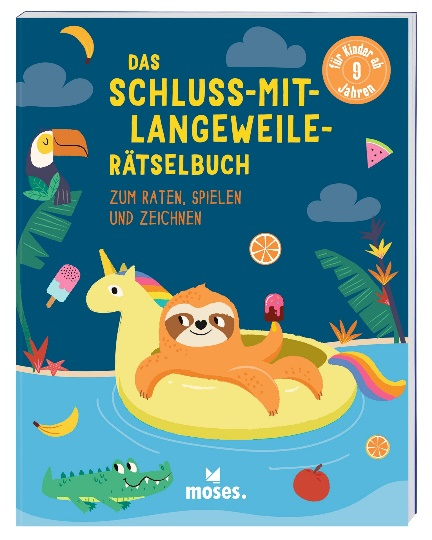 DAS
SCHLUSS-MIT-
LANGEWEILE-
RÄTSELBUCH
ZUM RATEN, SPIELEN
UND ZEICHNEN
für Kinder ab
9
Jahren
moses.